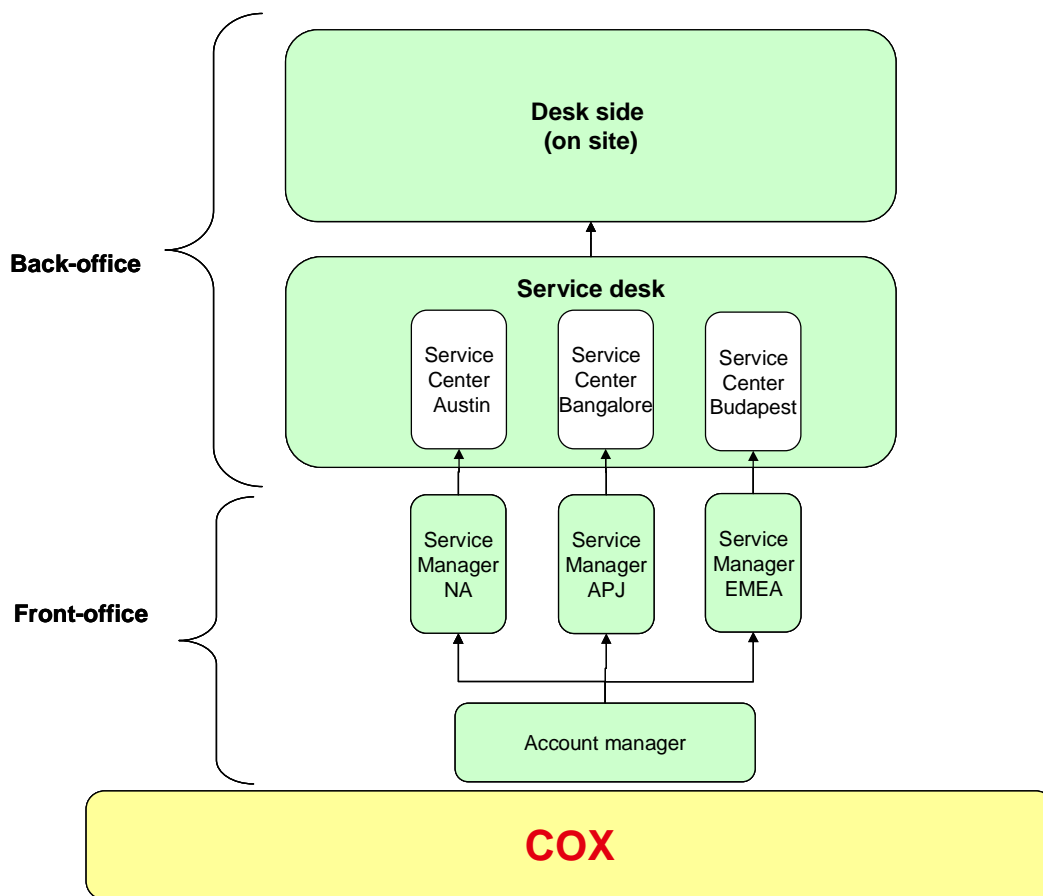 Desk side
(on site)
Back-office
Service desk
Service
Center
Austin
Service
Center
Bangalore
Service
Center
Budapest
Service
Manager
NA
Service
Manager
APJ
Service
Manager
EMEA
Front-office
Account manager
COX